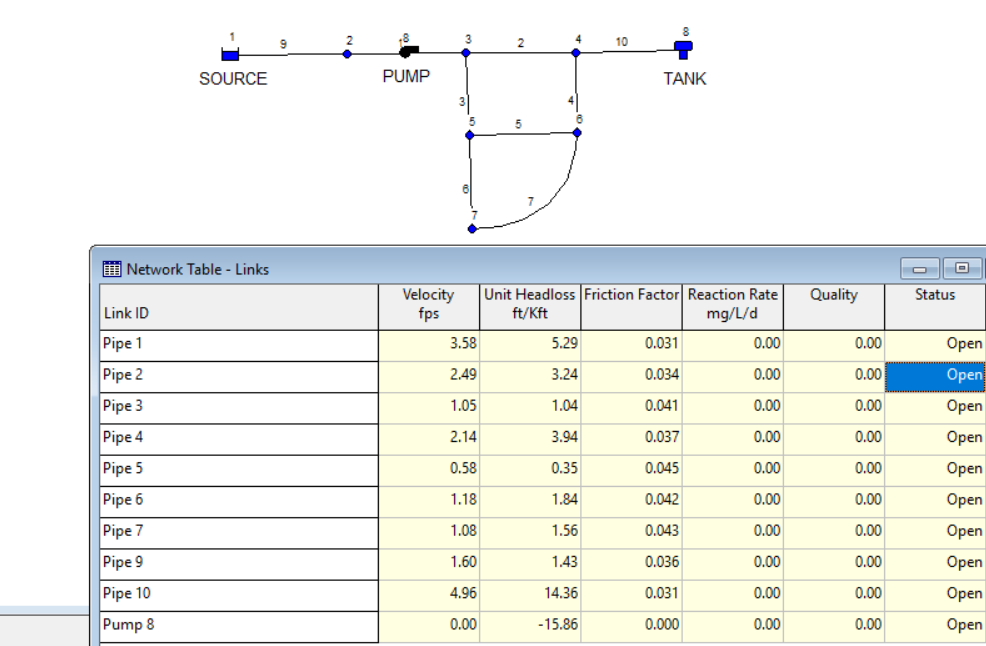 1 9 2 1 8 3 2 4 10 8
SOURCE PUMP TANK
3 4
5 5 6
6 7
7
Network Table - Links
Link ID Velocity fps Unit Headloss ft/Kft Friction Factor Reaction Rate mg/L/d Quality Status
Pipe 1 3.58 5.29 0.031 0.00 0.00 Open
Pipe 2 2.49 3.24 0.034 0.00 0.00 Open
Pipe 3 1.05 1.04 0.041 0.00 0.00 Open
Pipe 4 2.14 3.94 0.037 0.00 0.00 Open
Pipe 5 0.58 0.35 0.045 0.00 0.00 Open
Pipe 6 1.18 1.84 0.042 0.00 0.00 Open
Pipe 7 1.08 1.56 0.043 0.00 0.00 Open
Pipe 9 1.60 1.43 0.036 0.00 0.00 Open
Pipe 10 4.96 14.36 0.031 0.00 0.00 Open
Pump 8 0.00 -15.86 0.000 0.00 0.00 Open